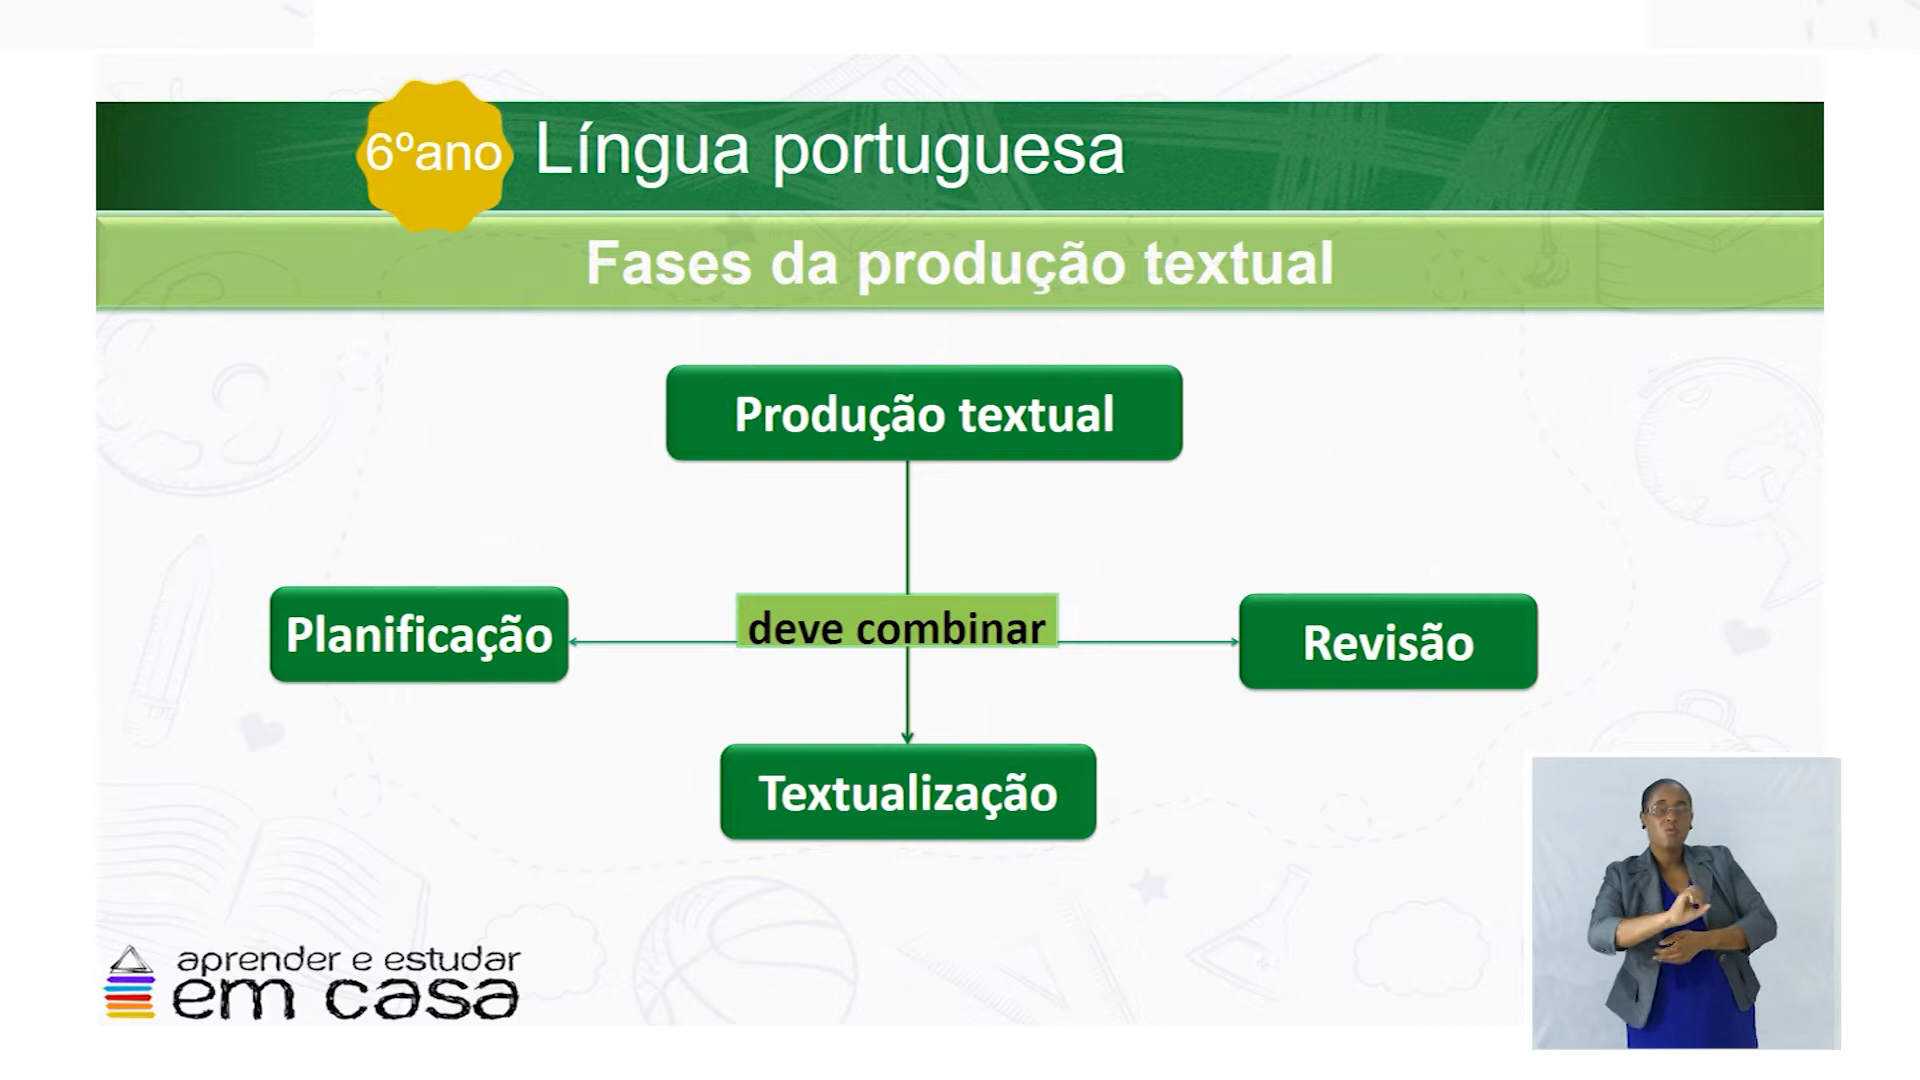 6ºano
Língua portuguesa
Fases da produção textual
Produção textual
Planificação
deve combinar
Revisão
Textualização
aprender e estudar
em casa